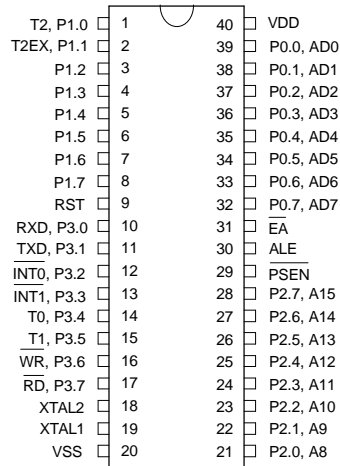 T2, P1.0 1 40 VDD
T2EX, P1.1 2 39 P0.0, AD0
P1.2 3 38 P0.1, AD1
P1.3 4 37 P0.2, AD2
P1.4 5 36 P0.3, AD3
P1.5 6 35 P0.4, AD4
P1.6 7 34 P0.5, AD5
P1.7 8 33 P0.6, AD6
RST 9 32 P0.7, AD7
RXD, P3.0 10 31 E̅A̅
TXD, P3.1 11 30 ALE
I̅N̅T̅0̅, P3.2 12 29 P̅S̅E̅N̅
I̅N̅T̅1̅, P3.3 13 28 P2.7, A15
T0, P3.4 14 27 P2.6, A14
T1, P3.5 15 26 P2.5, A13
W̅R̅, P3.6 16 25 P2.4, A12
R̅D̅, P3.7 17 24 P2.3, A11
XTAL2 18 23 P2.2, A10
XTAL1 19 22 P2.1, A9
VSS 20 21 P2.0, A8